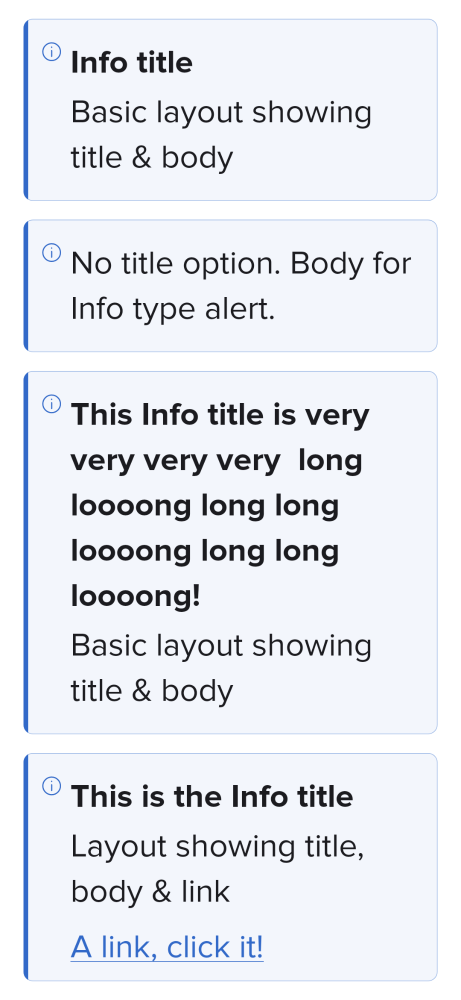 Info title
Basic layout showing
title & body
No title option. Body for
Info type alert.
This Info title is very
very very very  long
loooong long long
loooong long long
loooong!
Basic layout showing
title & body
This is the Info title
Layout showing title,
body & link
A link, click it!